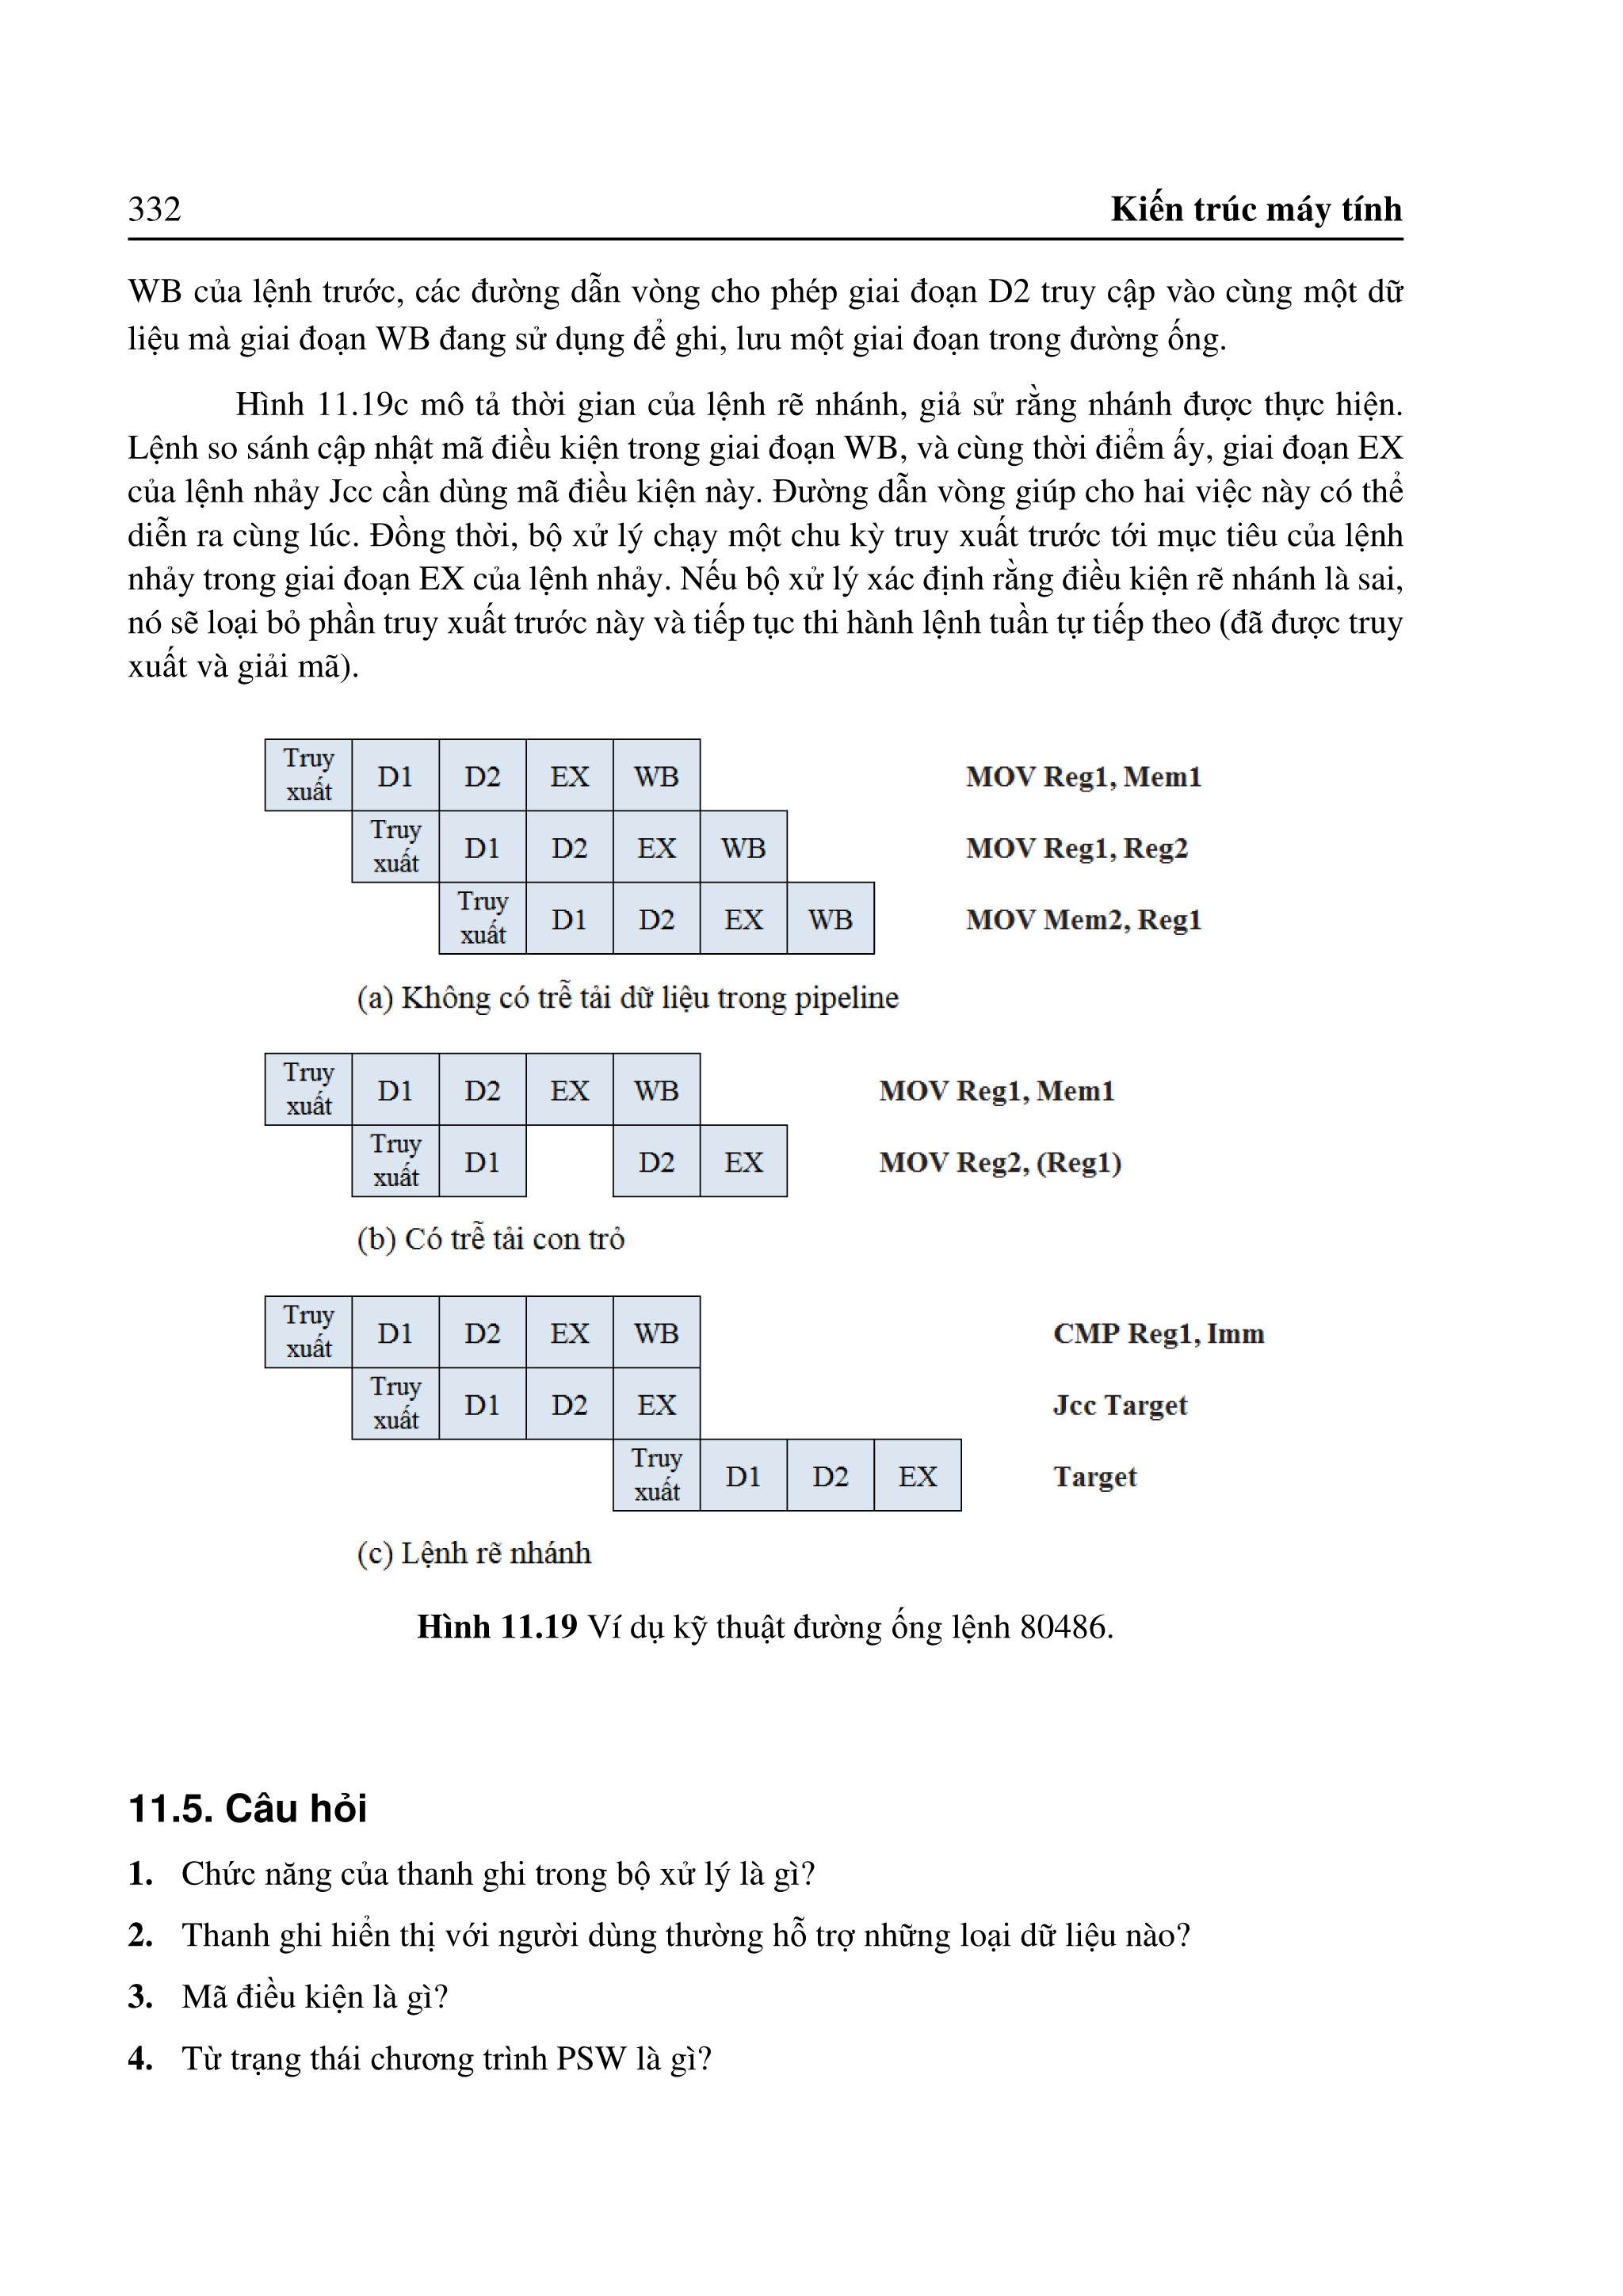 332 Kiến trúc máy tính
WB của lệnh trước, các đường dẫn vòng cho phép giai đoạn D2 truy cập vào cùng một dữ
liệu mà giai đoạn WB đang sử dụng để ghi, lưu một giai đoạn trong đường ống.
Hình 11.19c mô tả thời gian của lệnh rẽ nhánh, giả sử rằng nhánh được thực hiện.
Lệnh so sánh cập nhật mã điều kiện trong giai đoạn WB, và cùng thời điểm ấy, giai đoạn EX
của lệnh nhảy Jcc cần dùng mã điều kiện này. Đường dẫn vòng giúp cho hai việc này có thể
diễn ra cùng lúc. Đồng thời, bộ xử lý chạy một chu kỳ truy xuất trước tới mục tiêu của lệnh
nhảy trong giai đoạn EX của lệnh nhảy. Nếu bộ xử lý xác định rằng điều kiện rẽ nhánh là sai,
nó sẽ loại bỏ phần truy xuất trước này và tiếp tục thi hành lệnh tuần tự tiếp theo (đã được truy
xuất và giải mã).
Truy xuất D1 D2 EX WB MOV Reg1, Mem1
Truy xuất D1 D2 EX WB MOV Reg1, Reg2
Truy xuất D1 D2 EX WB MOV Mem2, Reg1
(a) Không có trễ tải dữ liệu trong pipeline
Truy xuất D1 D2 EX WB MOV Reg1, Mem1
Truy xuất D1 D2 EX MOV Reg2, (Reg1)
(b) Có trễ tải con trỏ
Truy xuất D1 D2 EX WB CMP Reg1, Imm
Truy xuất D1 D2 EX Jcc Target
Truy xuất D1 D2 EX Target
(c) Lệnh rẽ nhánh
Hình 11.19 Ví dụ kỹ thuật đường ống lệnh 80486.
11.5. Câu hỏi
1. Chức năng của thanh ghi trong bộ xử lý là gì?
2. Thanh ghi hiển thị với người dùng thường hỗ trợ những loại dữ liệu nào?
3. Mã điều kiện là gì?
4. Từ trạng thái chương trình PSW là gì?